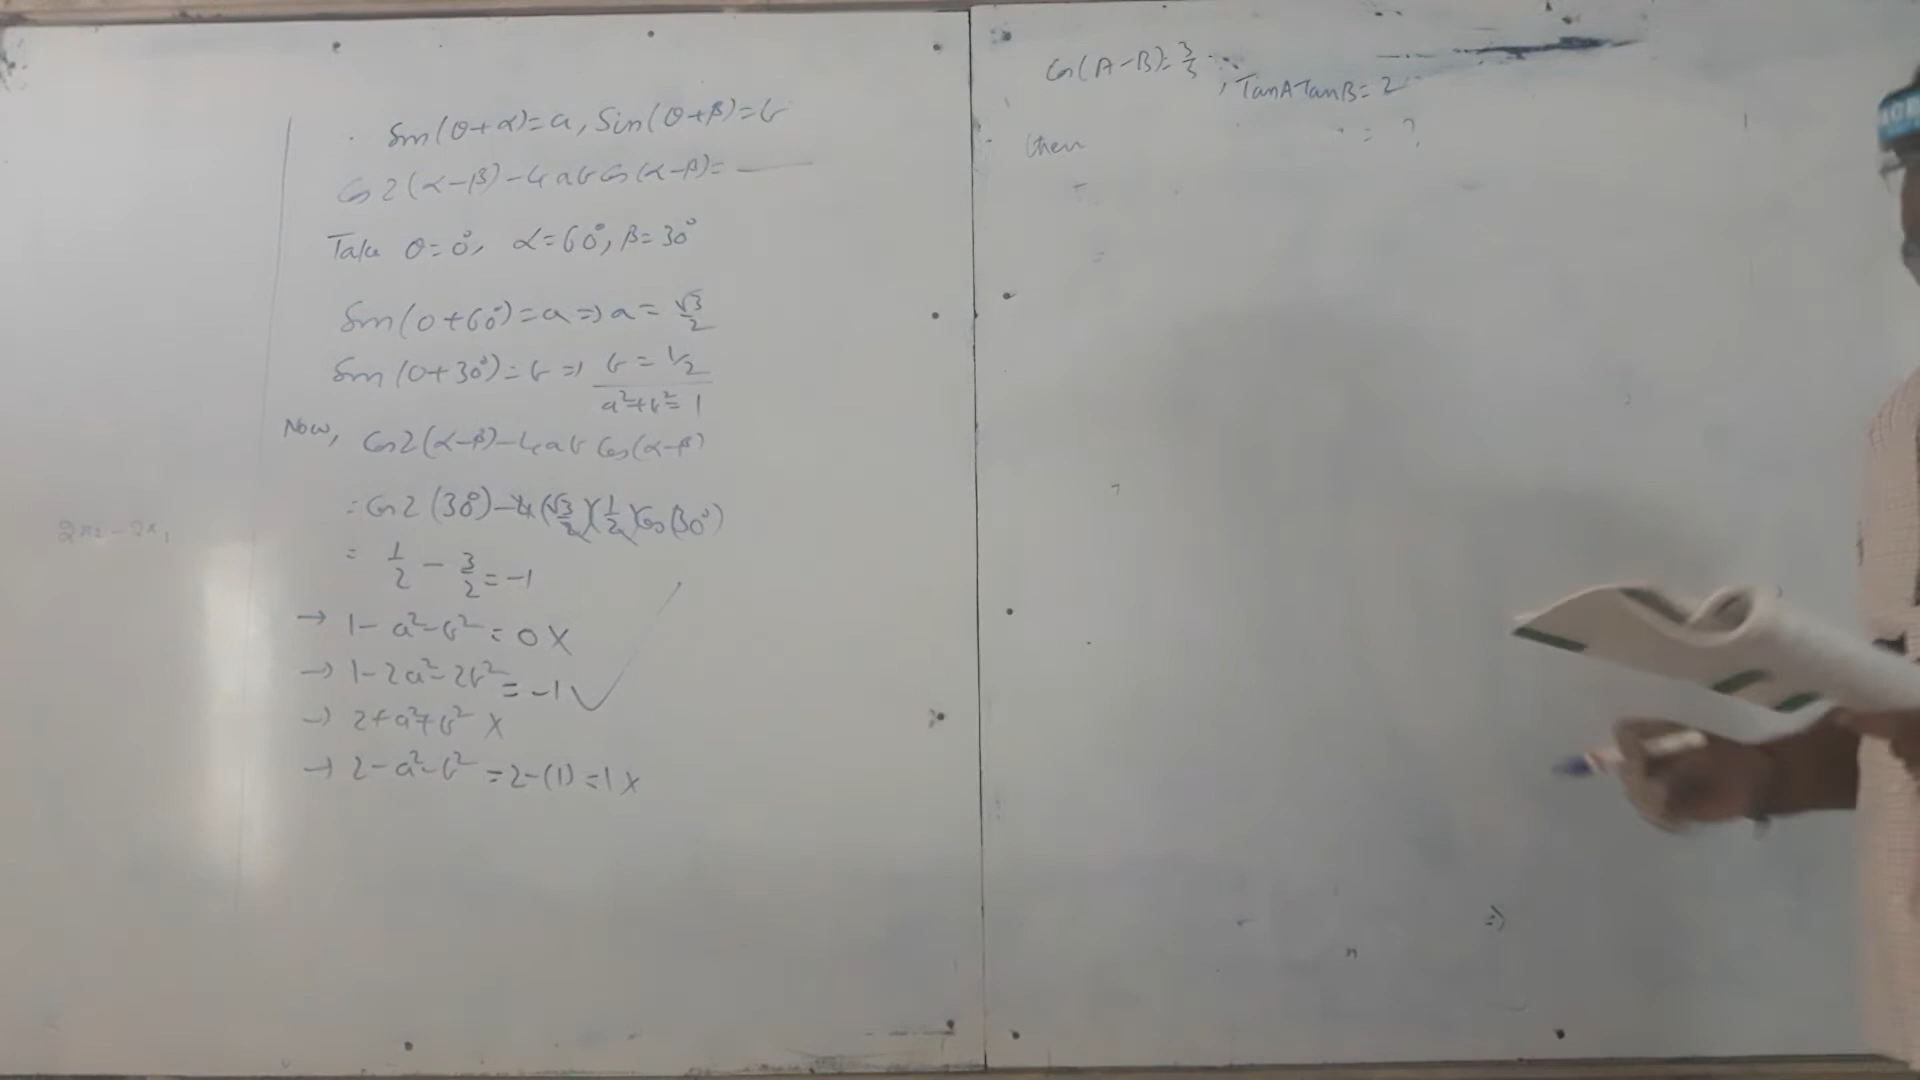 Sin(θ+α)=a, Sin(θ+β)=b
Cos2(α-β)-4abCos(α-β)=
Take θ=0°, α=60°, β=30°
Sin(0+60°)=a ⇒ a=√3/2
Sin(0+30°)=b ⇒ b=1/2
a²+b²=1
Now, Cos2(α-β)-4ab Cos(α-β)
=Cos2(30°)-4(√3/2)(1/2)Cos(30°)
= 1/2 - 3/2 = -1
→ 1-a²-b²=0 X
→ 1-2a²-2b²=-1 ✓
→ 2+a²+b² X
→ 2-a²-b²=2-(1)=1 X
Cos(A-B)=3/5, TanATanB=2
then = ?